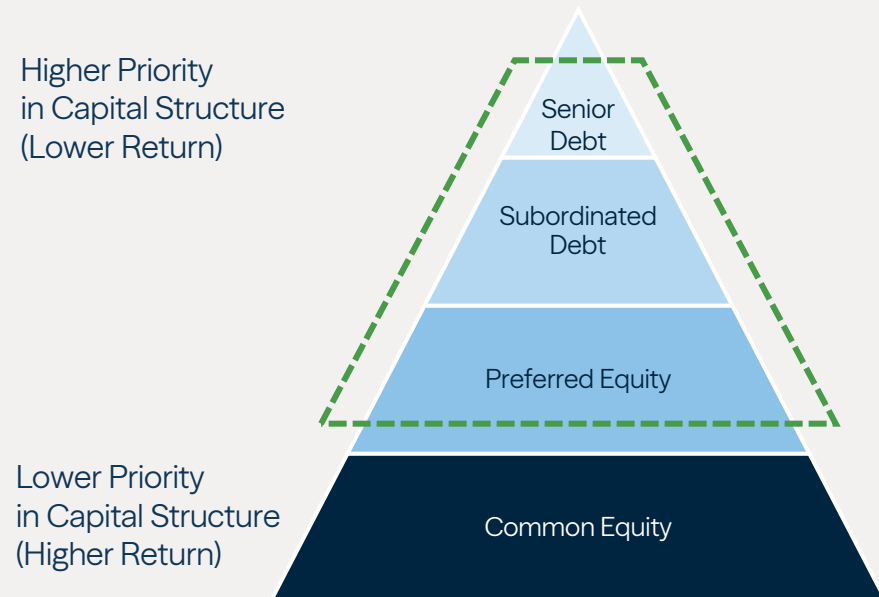 Higher Priority
in Capital Structure
(Lower Return)
Senior
Debt
Subordinated
Debt
Preferred Equity
Lower Priority
in Capital Structure
(Higher Return)
Common Equity